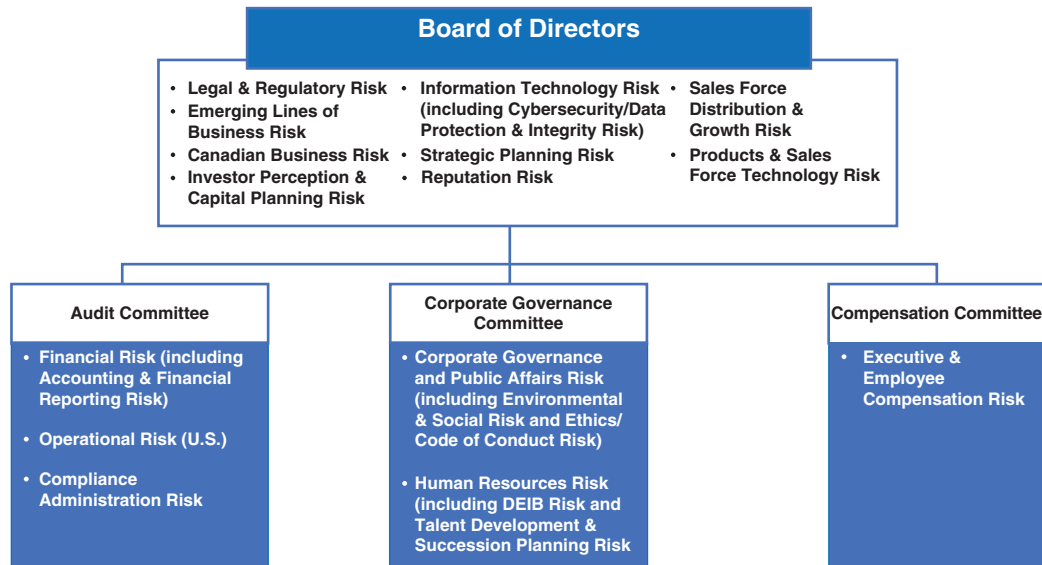 Board of Directors
• Legal & Regulatory Risk
• Emerging Lines of
Business Risk
• Canadian Business Risk
• Investor Perception &
Capital Planning Risk
• Information Technology Risk
(including Cybersecurity/Data
Protection & Integrity Risk)
• Strategic Planning Risk
• Reputation Risk
• Sales Force
Distribution &
Growth Risk
• Products & Sales
Force Technology Risk
Audit Committee
• Financial Risk (including
Accounting & Financial
Reporting Risk)
• Operational Risk (U.S.)
• Compliance
Administration Risk
Corporate Governance
Committee
• Corporate Governance
and Public Affairs Risk
(including Environmental
& Social Risk and Ethics/
Code of Conduct Risk)
• Human Resources Risk
(including DEIB Risk and
Talent Development &
Succession Planning Risk
Compensation Committee
• Executive &
Employee
Compensation Risk